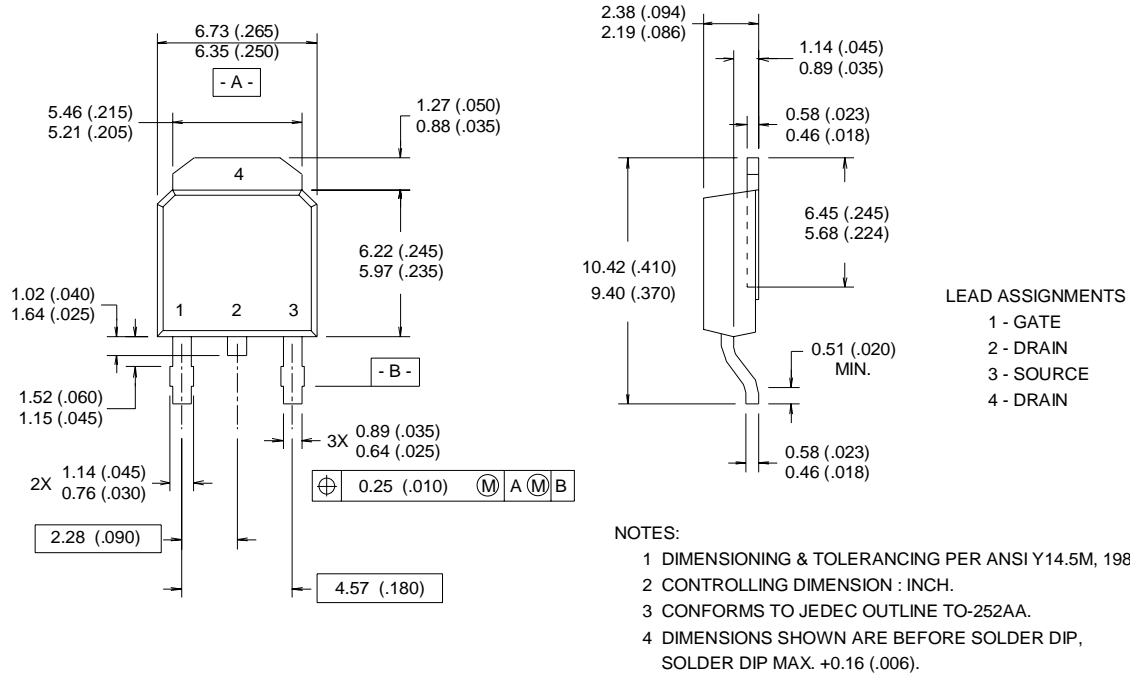 6.73 (.265)
6.35 (.250)
- A -
5.46 (.215)
5.21 (.205)
1.27 (.050)
0.88 (.035)
4
6.22 (.245)
5.97 (.235)
1.02 (.040)
1.64 (.025)
1 2 3
- B -
1.52 (.060)
1.15 (.045)
3X 0.89 (.035)
0.64 (.025)
2X 1.14 (.045)
0.76 (.030)
⌖ 0.25 (.010) Ⓜ A Ⓜ B
2.28 (.090)
4.57 (.180)
2.38 (.094)
2.19 (.086)
1.14 (.045)
0.89 (.035)
0.58 (.023)
0.46 (.018)
6.45 (.245)
5.68 (.224)
10.42 (.410)
9.40 (.370)
0.51 (.020)
MIN.
0.58 (.023)
0.46 (.018)
LEAD ASSIGNMENTS
1 - GATE
2 - DRAIN
3 - SOURCE
4 - DRAIN
NOTES:
1 DIMENSIONING & TOLERANCING PER ANSI Y14.5M, 198
2 CONTROLLING DIMENSION : INCH.
3 CONFORMS TO JEDEC OUTLINE TO-252AA.
4 DIMENSIONS SHOWN ARE BEFORE SOLDER DIP,
SOLDER DIP MAX. +0.16 (.006).